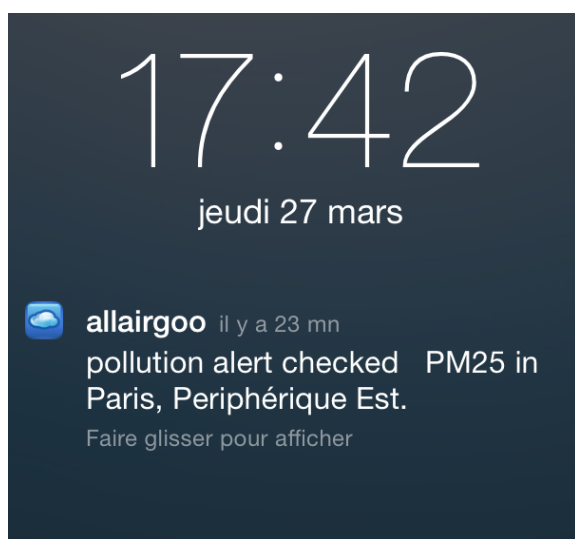 17:42
jeudi 27 mars
allairgoo il y a 23 mn
pollution alert checked   PM25 in
Paris, Periphérique Est.
Faire glisser pour afficher